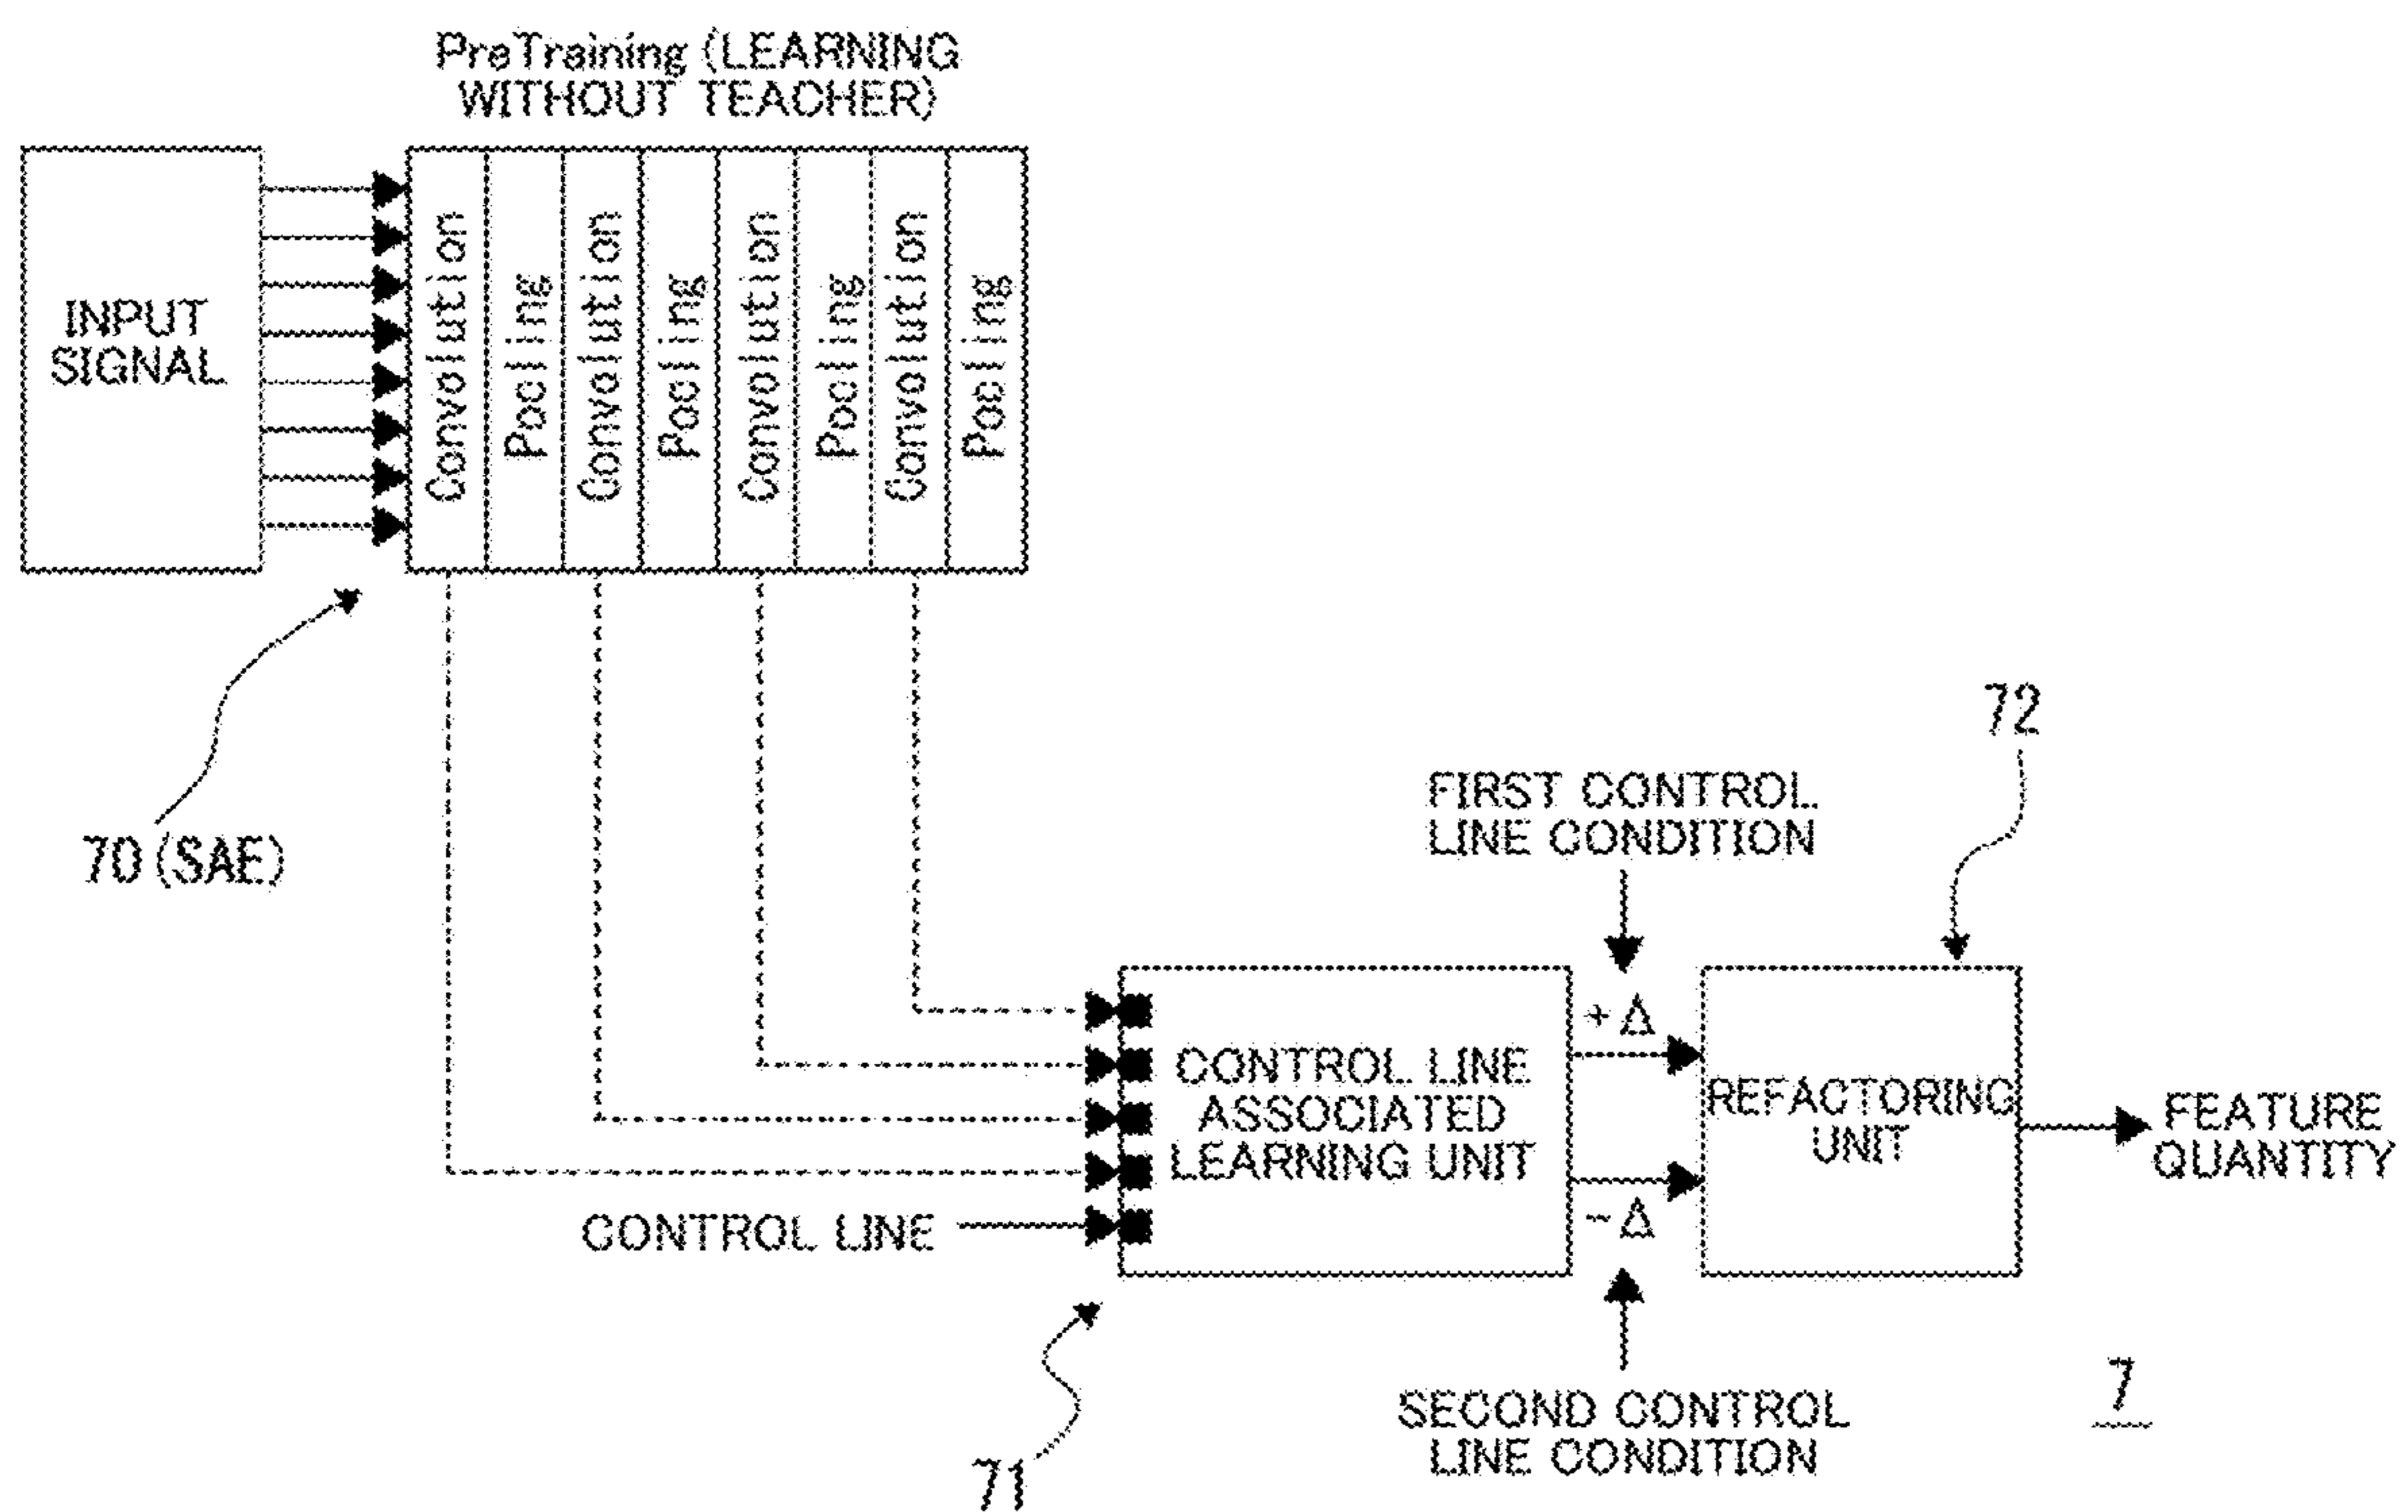 PreTraining (LEARNING
WITHOUT TEACHER)
INPUT
SIGNAL
Convolution
Pooling
Convolution
Pooling
Convolution
Pooling
Convolution
Pooling
70 (SAE)
72
FIRST CONTROL
LINE CONDITION
+Δ
CONTROL LINE
ASSOCIATED
LEARNING UNIT
REFACTORING
UNIT
FEATURE
QUANTITY
CONTROL LINE
-Δ
SECOND CONTROL
LINE CONDITION
71
7